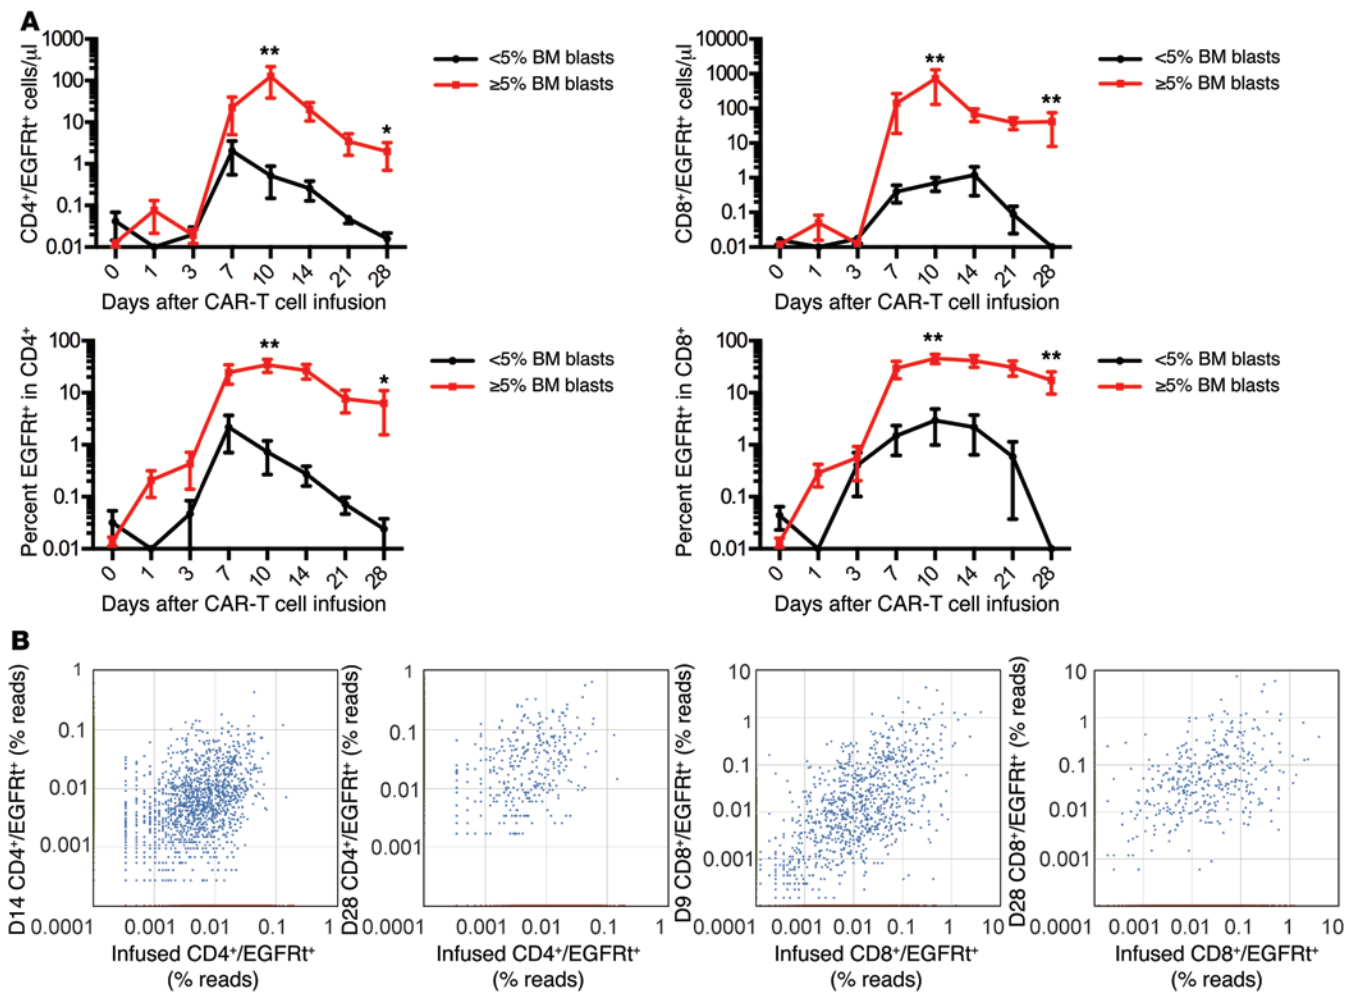 A
CD4⁺/EGFRt⁺ cells/µl
1000
100
10
1
0.1
0.01
**
*
<5% BM blasts
≥5% BM blasts
0 1 3 7 10 14 21 28
Days after CAR-T cell infusion
CD8⁺/EGFRt⁺ cells/µl
10000
1000
100
10
1
0.1
0.01
**
**
<5% BM blasts
≥5% BM blasts
0 1 3 7 10 14 21 28
Days after CAR-T cell infusion
Percent EGFRt⁺ in CD4⁺
100
10
1
0.1
0.01
**
*
<5% BM blasts
≥5% BM blasts
0 1 3 7 10 14 21 28
Days after CAR-T cell infusion
Percent EGFRt⁺ in CD8⁺
100
10
1
0.1
0.01
**
**
<5% BM blasts
≥5% BM blasts
0 1 3 7 10 14 21 28
Days after CAR-T cell infusion
B
D14 CD4⁺/EGFRt⁺ (% reads)
1
0.1
0.01
0.001
0.0001 0.001 0.01 0.1 1
Infused CD4⁺/EGFRt⁺
(% reads)
D28 CD4⁺/EGFRt⁺ (% reads)
1
0.1
0.01
0.001
0.0001 0.001 0.01 0.1 1
Infused CD4⁺/EGFRt⁺
(% reads)
D9 CD8⁺/EGFRt⁺ (% reads)
10
1
0.1
0.01
0.001
0.0001 0.001 0.01 0.1 10
Infused CD8⁺/EGFRt⁺
(% reads)
D28 CD8⁺/EGFRt⁺ (% reads)
10
1
0.1
0.01
0.001
0.0001 0.001 0.01 0.1 1 10
Infused CD8⁺/EGFRt⁺
(% reads)